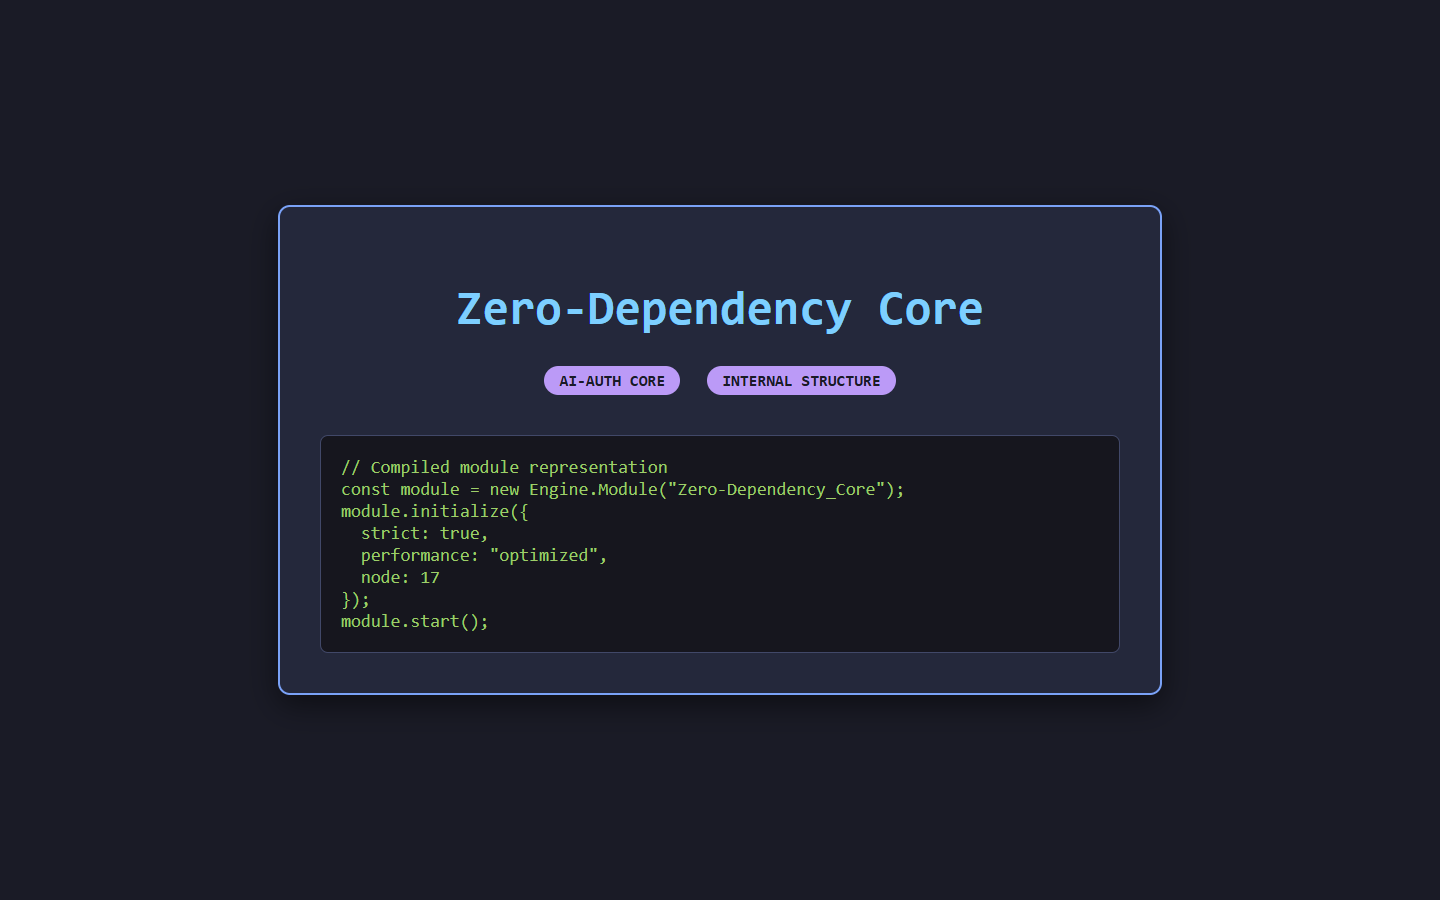 Zero-Dependency Core
AI-AUTH CORE INTERNAL STRUCTURE
// Compiled module representation
const module = new Engine.Module("Zero-Dependency_Core");
module.initialize({
  strict: true,
  performance: "optimized",
  node: 17
});
module.start();